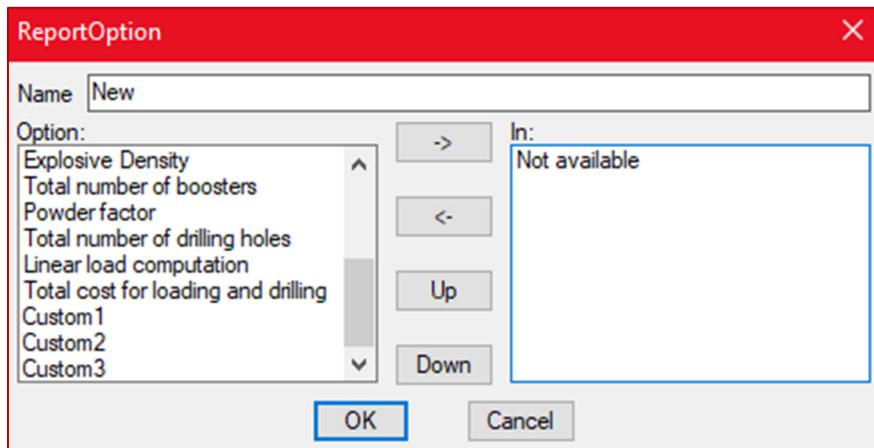 ReportOption
Name New
Option:
Explosive Density
Total number of boosters
Powder factor
Total number of drilling holes
Linear load computation
Total cost for loading and drilling
Custom1
Custom2
Custom3
->
<-
Up
Down
In:
Not available
OK
Cancel